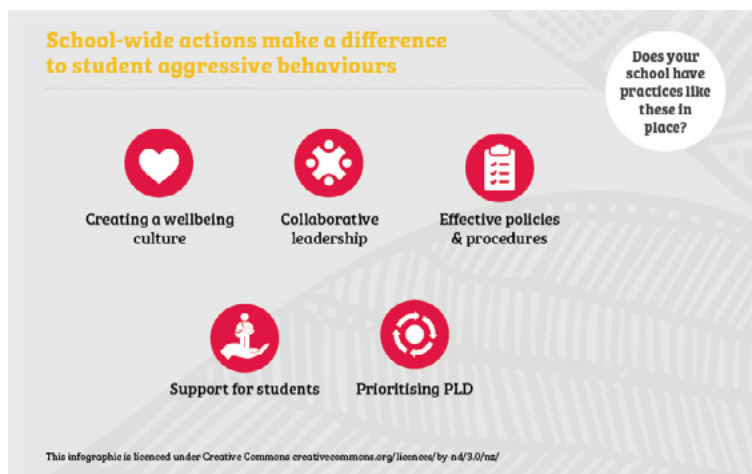 School-wide actions make a difference
to student aggressive behaviours
Does your
school have
practices like
these in
place?
Creating a wellbeing
culture
Collaborative
leadership
Effective policies
& procedures
Support for students
Prioritising PLD
This infographic is licenced under Creative Commons creativecommons.org/licences/by-nd/3.0/nz/